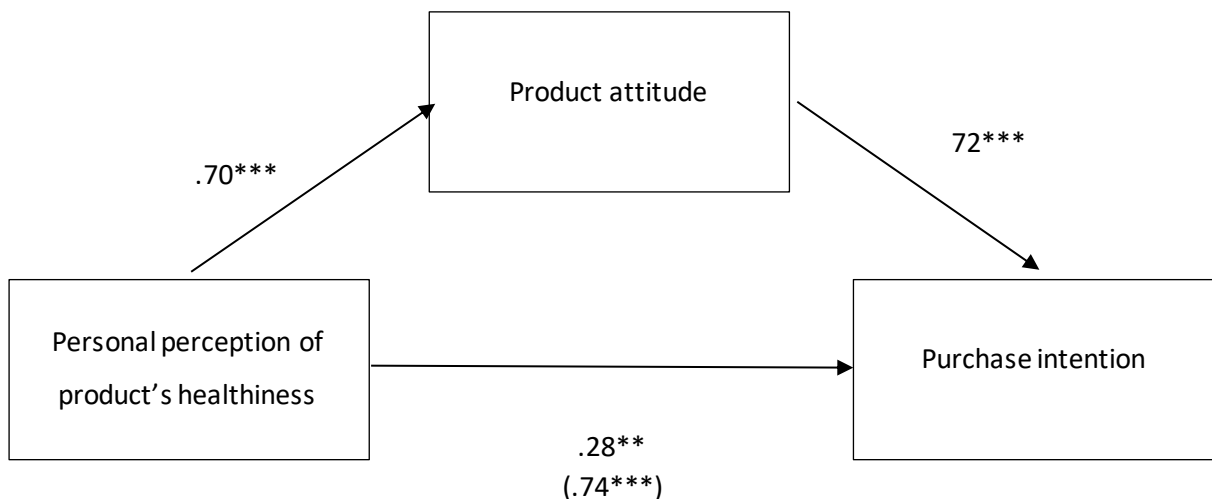 Product attitude
.70***
72***
Personal perception of
product’s healthiness
Purchase intention
.28**
(.74***)